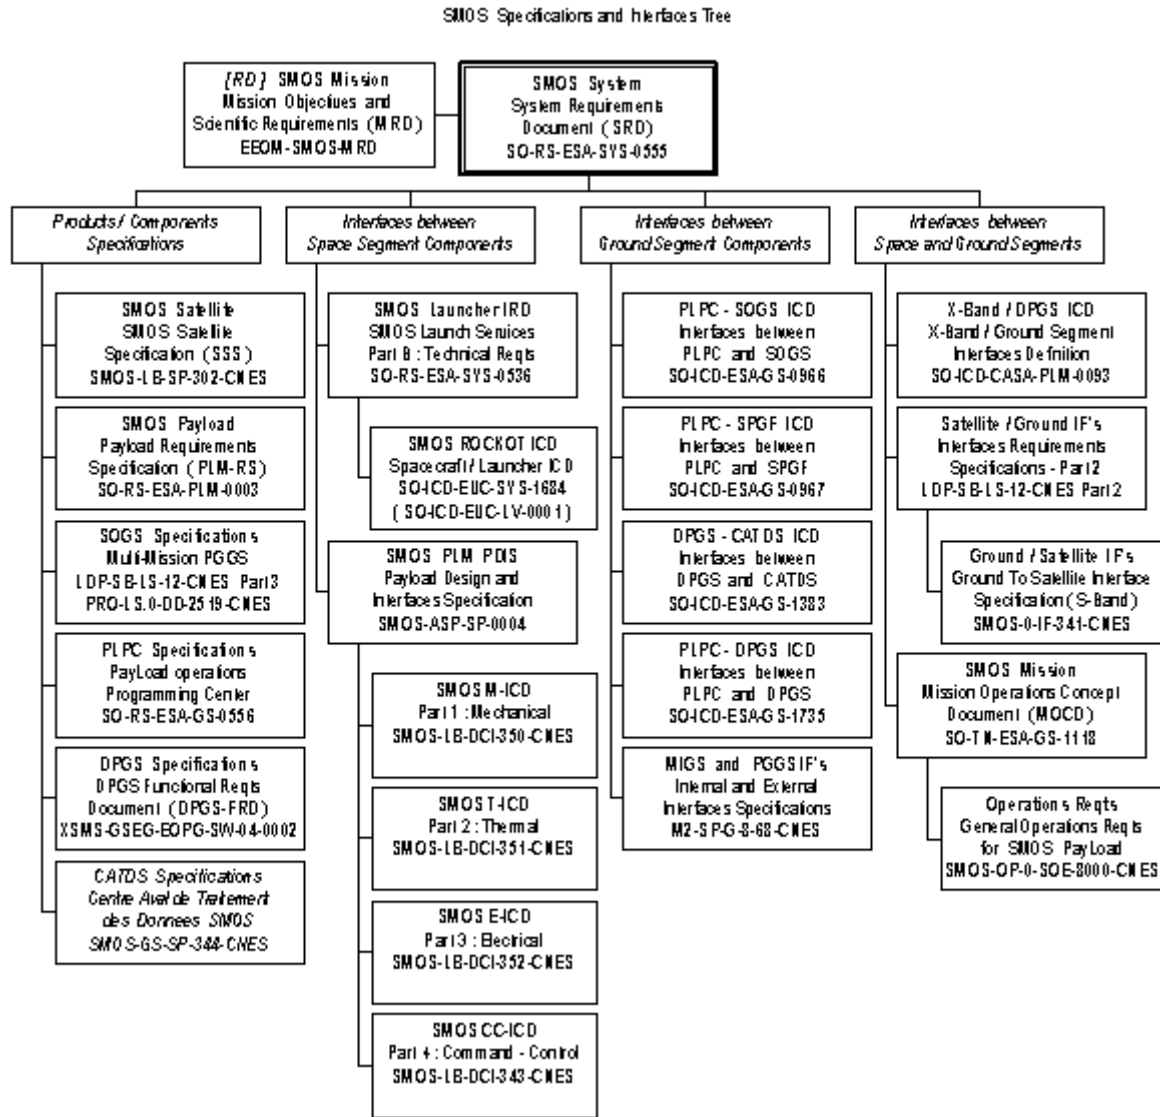 SMOS Specifications and Interfaces Tree
[RD] SMOS Mission
Mission Objectives and
Scientific Requirements (MRD)
EEOM-SMOS-MRD
SMOS System
System Requirements
Document (SRD)
SO-RS-ESA-SYS-0555
Products / Components
Specifications
SMOS Satellite
SMOS Satellite
Specification (SSS)
SMOS-LB-SP-302-CNES
SMOS Payload
Payload Requirements
Specification (PLM-RS)
SO-RS-ESA-PLM-0003
SOGS Specifications
Multi-Mission PGGS
LDP-SB-LS-12-CNES Part3
PRO-LS.0-DD-2519-CNES
PLPC Specifications
PayLoad operations
Programming Center
SO-RS-ESA-GS-0556
DPGS Specifications
DPGS Functional Reqts
Document (DPGS-FRD)
XSMS-GSEG-EOPG-SW-04-0002
CATDS Specifications
Centre Aval de Traitement
des Donnees SMOS
SMOS-GS-SP-344-CNES
Interfaces between
Space Segment Components
SMOS Launcher IRD
SMOS Launch Services
Part B : Technical Reqts
SO-RS-ESA-SYS-0536
SMOS ROCKOT ICD
Spacecraft / Launcher ICD
SO-ICD-EUC-SYS-1684
( SO-ICD-EUC-LV-0001 )
SMOS PLM PDIS
Payload Design and
Interfaces Specification
SMOS-ASP-SP-0004
SMOS M-ICD
Part 1 : Mechanical
SMOS-LB-DCI-350-CNES
SMOS T-ICD
Part 2 : Thermal
SMOS-LB-DCI-351-CNES
SMOS E-ICD
Part 3 : Electrical
SMOS-LB-DCI-352-CNES
SMOS CC-ICD
Part 4 : Command - Control
SMOS-LB-DCI-343-CNES
Interfaces between
Ground Segment Components
PLPC - SOGS ICD
Interfaces between
PLPC and SOGS
SO-ICD-ESA-GS-0966
PLPC - SPGF ICD
Interfaces between
PLPC and SPGF
SO-ICD-ESA-GS-0967
DPGS - CATDS ICD
Interfaces between
DPGS and CATDS
SO-ICD-ESA-GS-1383
PLPC - DPGS ICD
Interfaces between
PLPC and DPGS
SO-ICD-ESA-GS-1735
MIGS and PGGS IF's
Internal and External
Interfaces Specifications
M2-SP-G-8-68-CNES
Interfaces between
Space and Ground Segments
X-Band / DPGS ICD
X-Band / Ground Segment
Interfaces Definition
SO-ICD-CASA-PLM-0093
Satellite / Ground IF's
Interfaces Requirements
Specifications - Part 2
LDP-SB-LS-12-CNES Part2
Ground / Satellite IF's
Ground To Satellite Interface
Specification (S-Band)
SMOS-0-IF-341-CNES
SMOS Mission
Mission Operations Concept
Document (MOCD)
SO-TN-ESA-GS-1118
Operations Reqts
General Operations Reqts
for SMOS PayLoad
SMOS-OP-0-SOE-8000-CNES